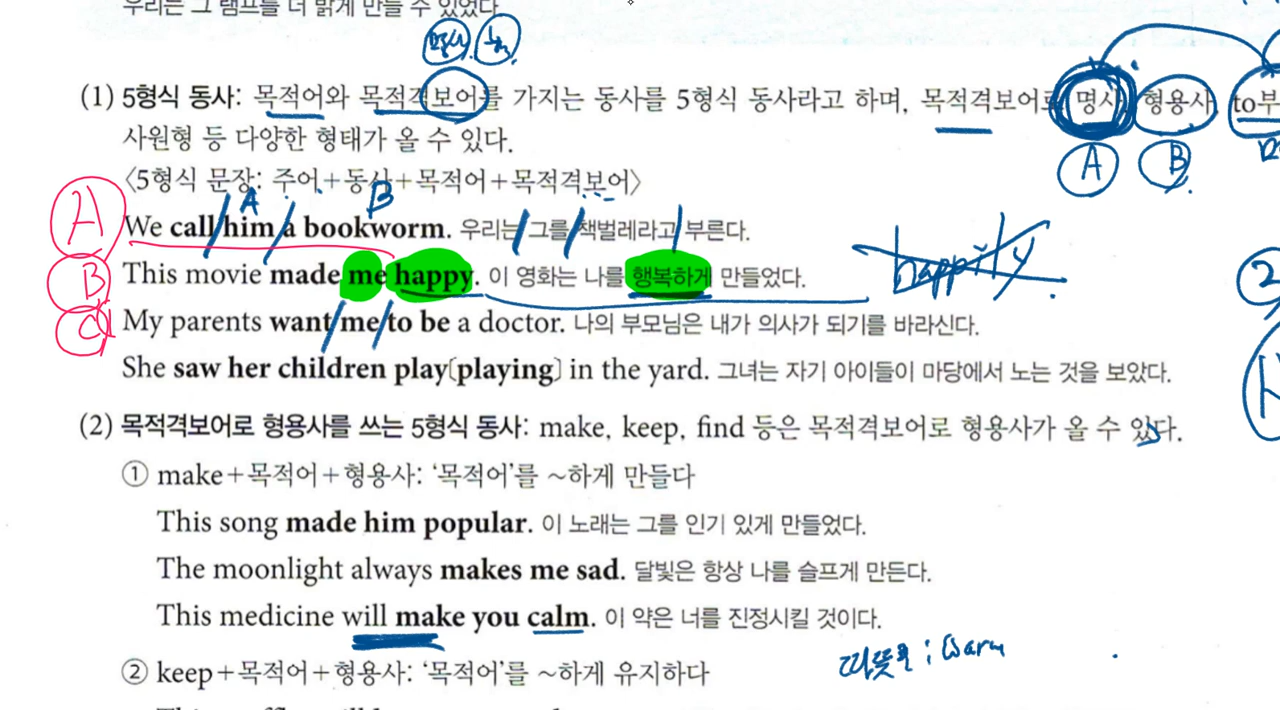 우리는 그 램프를 더 밝게 만들 수 있었다
명사 형
(1) 5형식 동사: 목적어와 목적격보어를 가지는 동사를 5형식 동사라고 하며, 목적격보어로 명사 형용사 to부
A B
사원형 등 다양한 형태가 올 수 있다.
〈5형식 문장: 주어+동사+목적어+목적격보어〉
A B
A We call him a bookworm. 우리는 그를 책벌레라고 부른다.
B This movie made me happy. 이 영화는 나를 행복하게 만들었다.
happily
2
C My parents want me to be a doctor. 나의 부모님은 내가 의사가 되기를 바라신다.
She saw her children play[playing] in the yard. 그녀는 자기 아이들이 마당에서 노는 것을 보았다.
(2) 목적격보어로 형용사를 쓰는 5형식 동사: make, keep, find 등은 목적격보어로 형용사가 올 수 있다.
① make+목적어+형용사: ‘목적어’를 ~하게 만들다
This song made him popular. 이 노래는 그를 인기 있게 만들었다.
The moonlight always makes me sad. 달빛은 항상 나를 슬프게 만든다.
This medicine will make you calm. 이 약은 너를 진정시킬 것이다.
② keep+목적어+형용사: ‘목적어’를 ~하게 유지하다